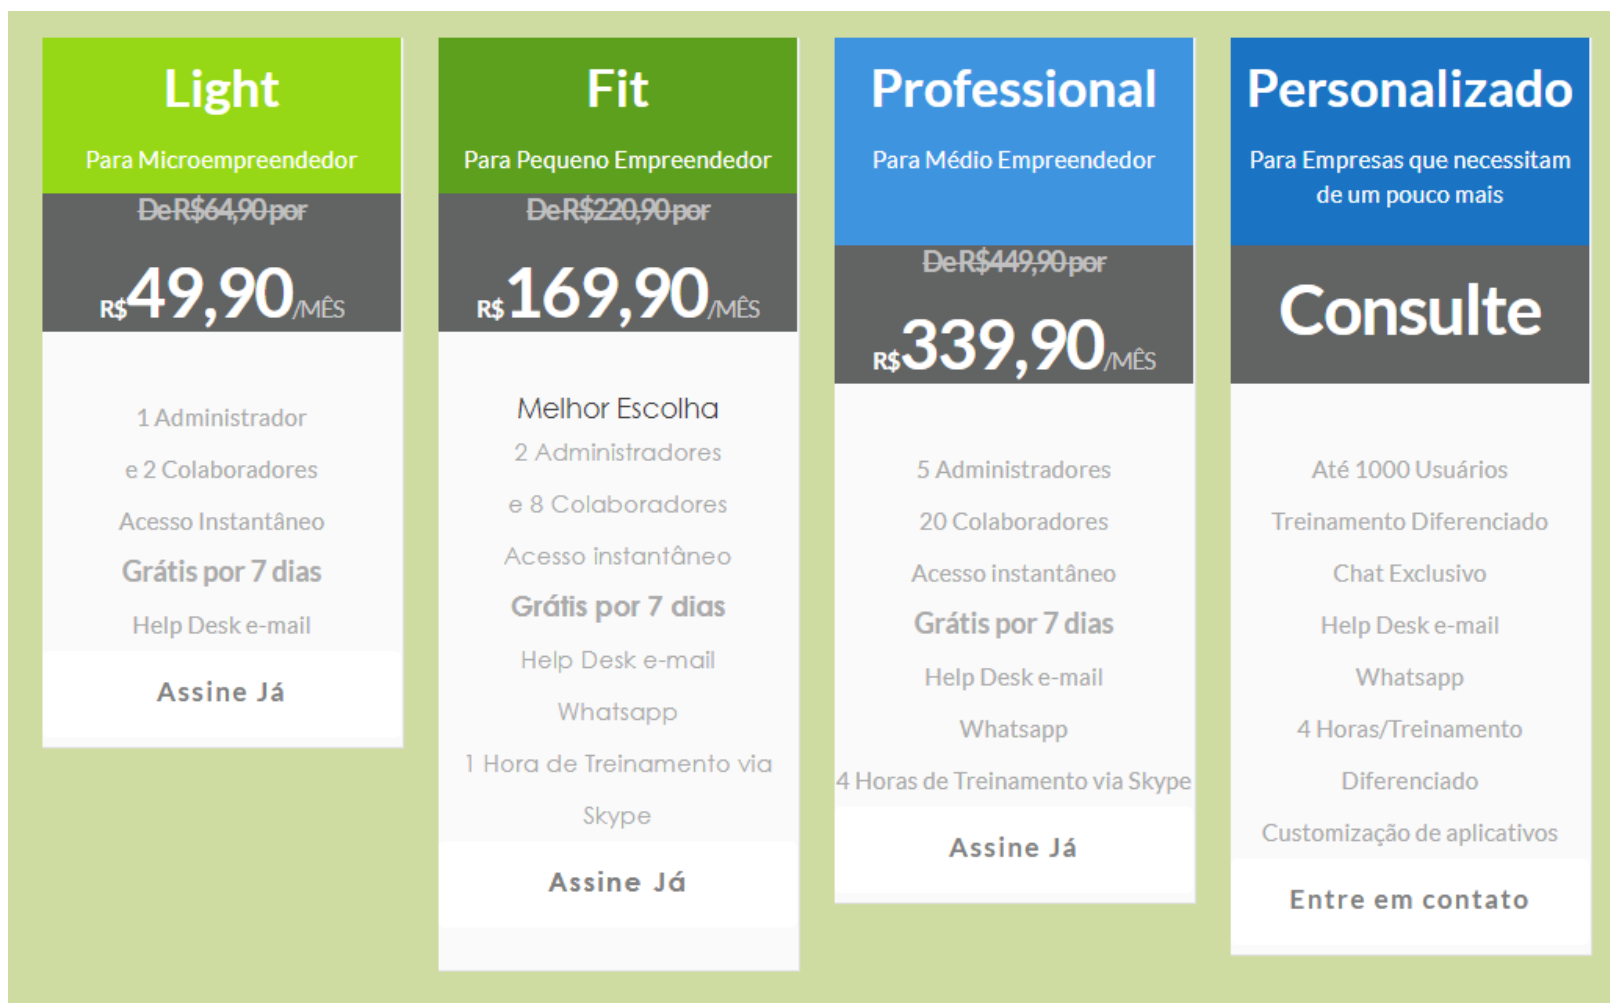 Light
Para Microempreendedor
De R$64,90 por
R$49,90/MÊS
1 Administrador
e 2 Colaboradores
Acesso Instantâneo
Grátis por 7 dias
Help Desk e-mail
Assine Já
Fit
Para Pequeno Empreendedor
De R$220,90 por
R$169,90/MÊS
Melhor Escolha
2 Administradores
e 8 Colaboradores
Acesso instantâneo
Grátis por 7 dias
Help Desk e-mail
Whatsapp
1 Hora de Treinamento via
Skype
Assine Já
Professional
Para Médio Empreendedor
De R$449,90 por
R$339,90/MÊS
5 Administradores
20 Colaboradores
Acesso instantâneo
Grátis por 7 dias
Help Desk e-mail
Whatsapp
4 Horas de Treinamento via Skype
Assine Já
Personalizado
Para Empresas que necessitam
de um pouco mais
Consulte
Até 1000 Usuários
Treinamento Diferenciado
Chat Exclusivo
Help Desk e-mail
Whatsapp
4 Horas/Treinamento
Diferenciado
Customização de aplicativos
Entre em contato